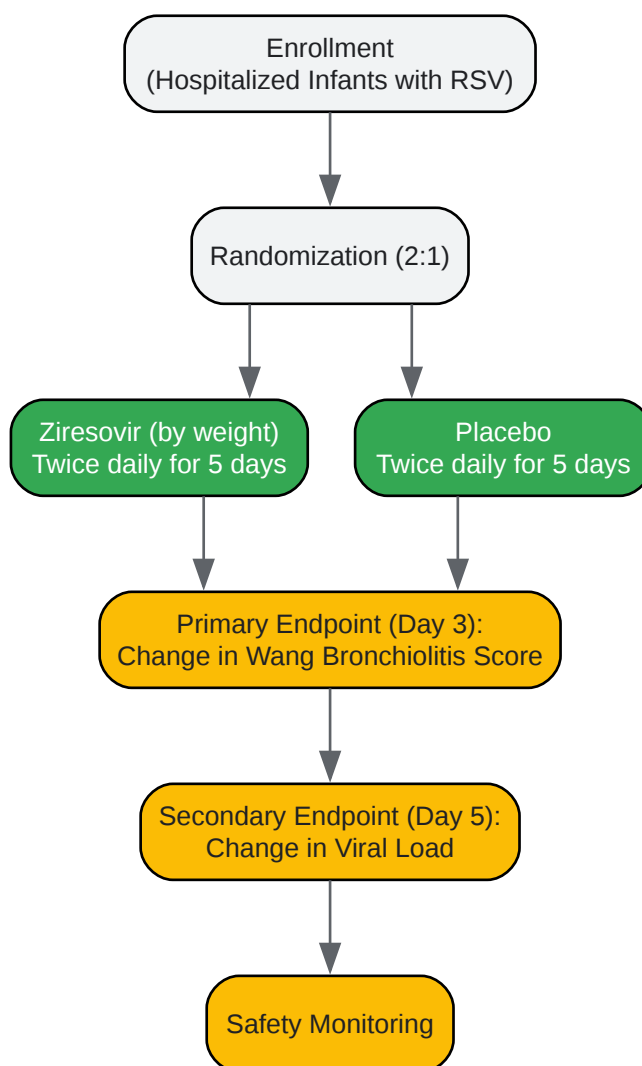 Enrollment
(Hospitalized Infants with RSV)
Randomization (2:1)
Ziresovir (by weight)
Twice daily for 5 days
Placebo
Twice daily for 5 days
Primary Endpoint (Day 3):
Change in Wang Bronchiolitis Score
Secondary Endpoint (Day 5):
Change in Viral Load
Safety Monitoring